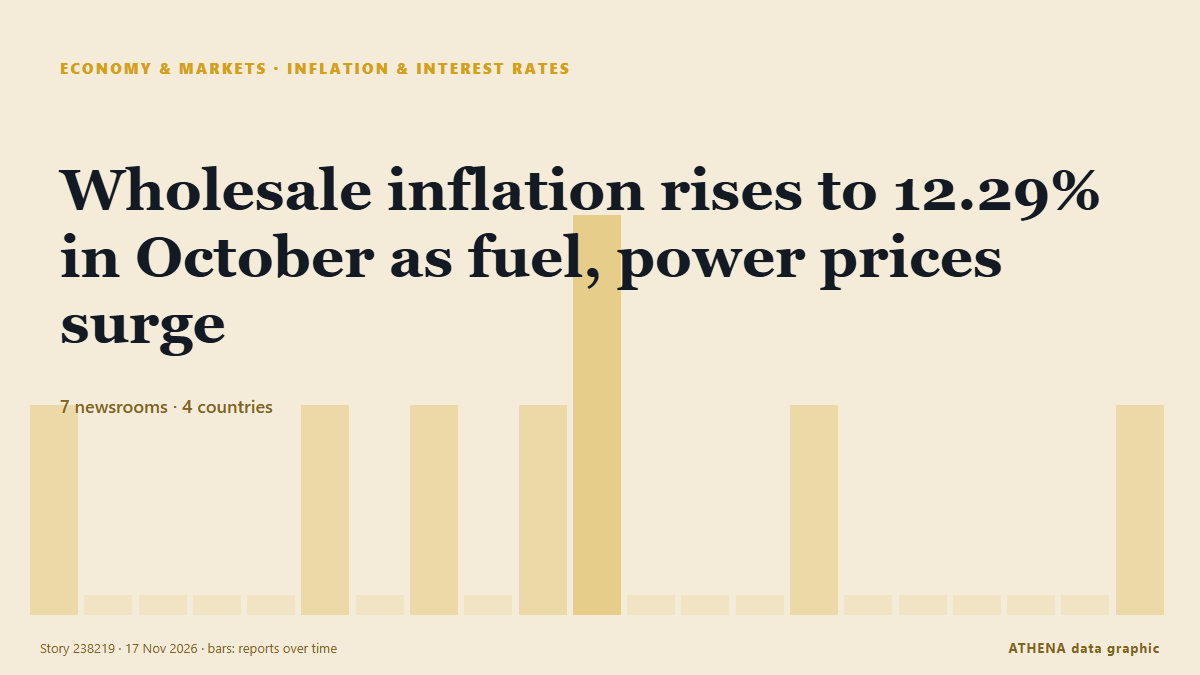 ECONOMY & MARKETS · INFLATION & INTEREST RATES
Wholesale inflation rises to 12.29%
in October as fuel, power prices
surge
7 newsrooms · 4 countries
Story 238219 · 17 Nov 2026 · bars: reports over time
ATHENA data graphic